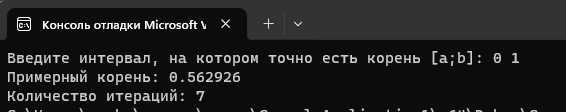 Консоль отладки Microsoft V
Введите интервал, на котором точно есть корень [a;b]: 0 1
Примерный корень: 0.562926
Количество итераций: 7